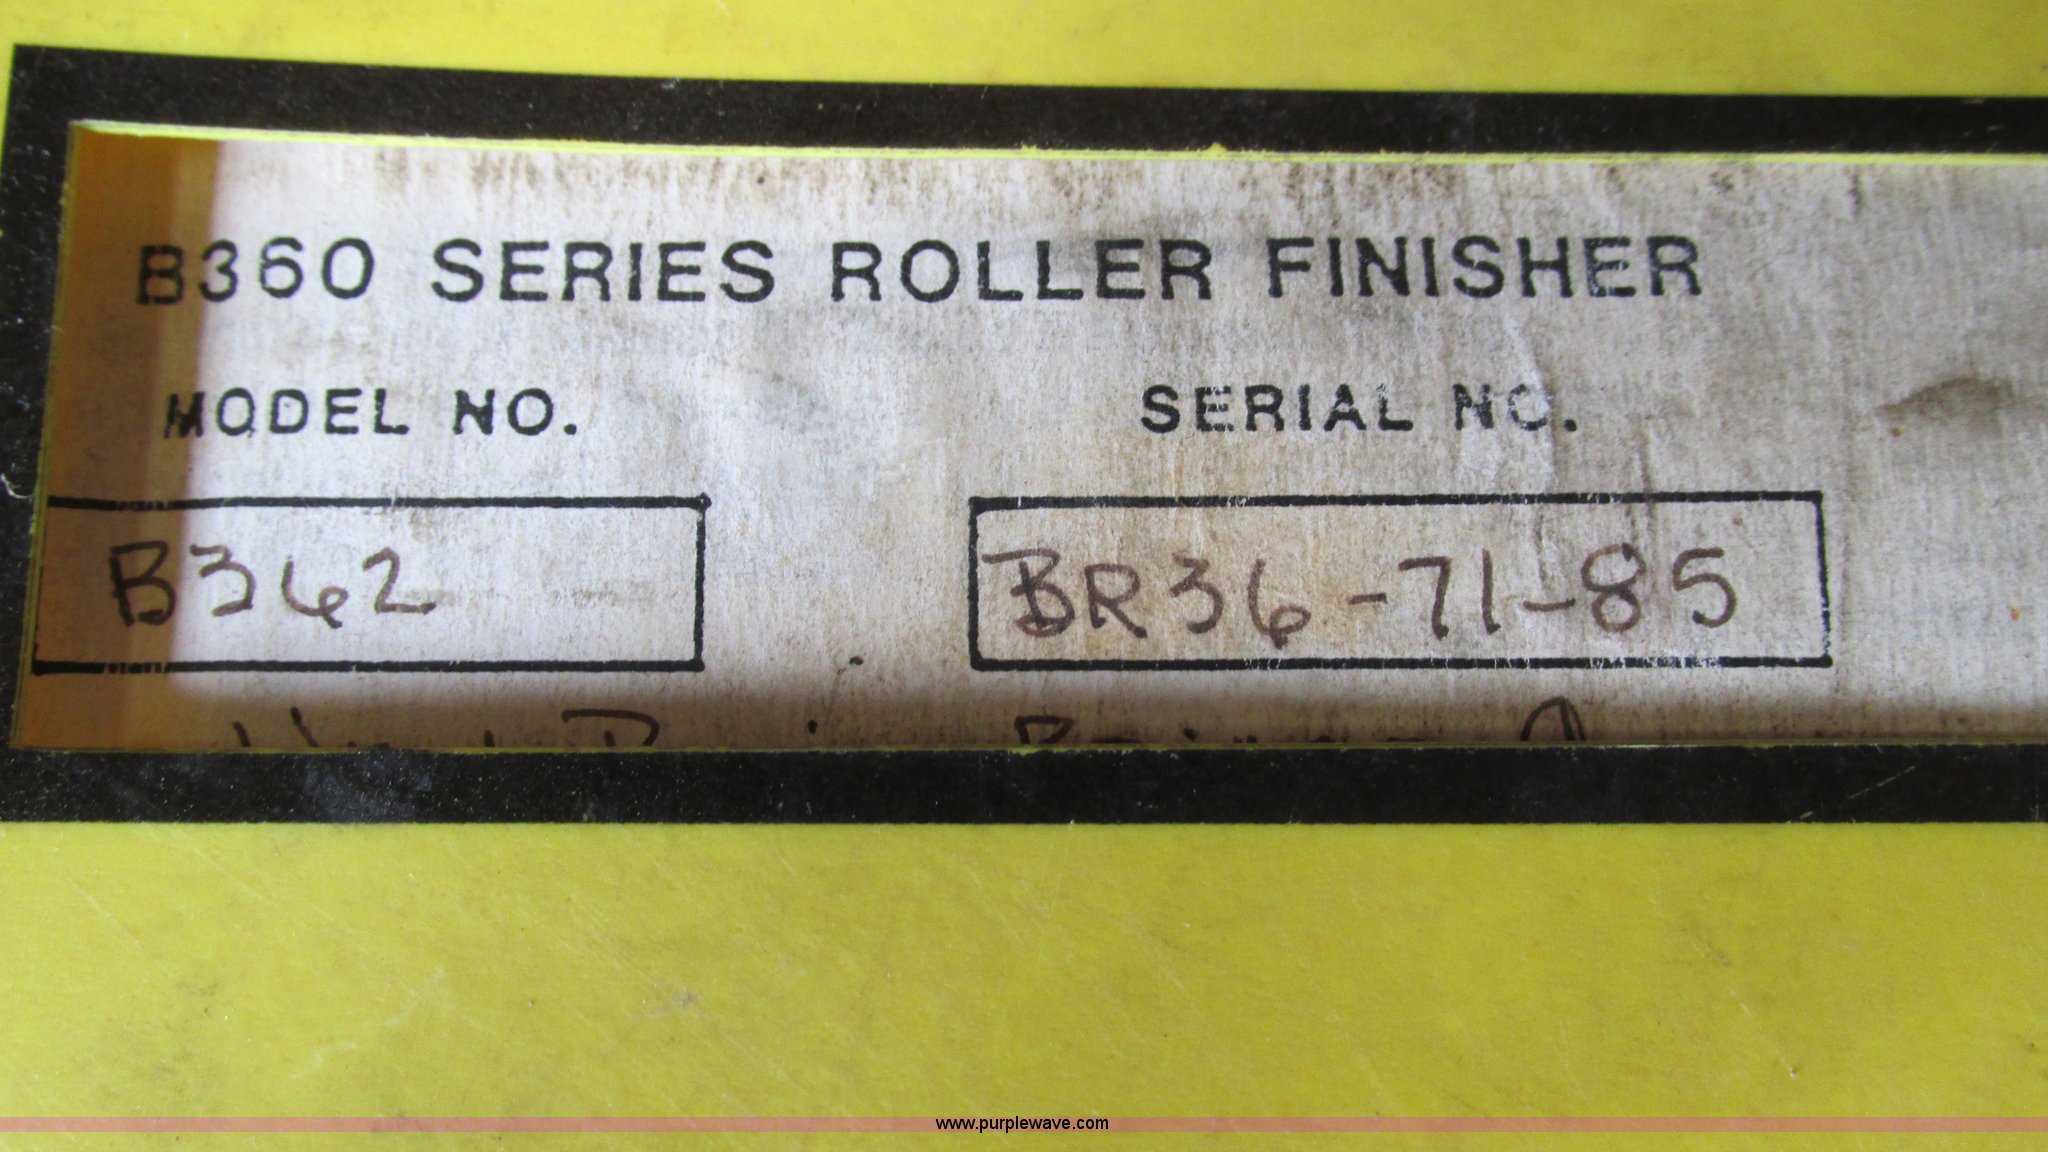 B360 SERIES ROLLER FINISHER
MODEL NO. SERIAL NO.
B362 BR36-71-85
www.purplewave.com